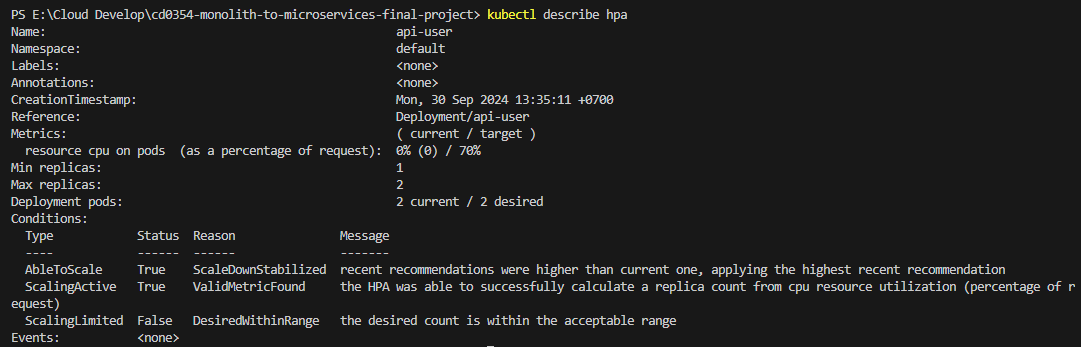 PS E:\Cloud Develop\cd0354-monolith-to-microservices-final-project> kubectl describe hpa
Name: api-user
Namespace: default
Labels: <none>
Annotations: <none>
CreationTimestamp: Mon, 30 Sep 2024 13:35:11 +0700
Reference: Deployment/api-user
Metrics: ( current / target )
  resource cpu on pods  (as a percentage of request): 0% (0) / 70%
Min replicas: 1
Max replicas: 2
Deployment pods: 2 current / 2 desired
Conditions:
  Type            Status  Reason               Message
  ----            ------  ------               -------
  AbleToScale     True    ScaleDownStabilized  recent recommendations were higher than current one, applying the highest recent recommendation
  ScalingActive   True    ValidMetricFound     the HPA was able to successfully calculate a replica count from cpu resource utilization (percentage of r
equest)
  ScalingLimited  False   DesiredWithinRange   the desired count is within the acceptable range
Events:           <none>